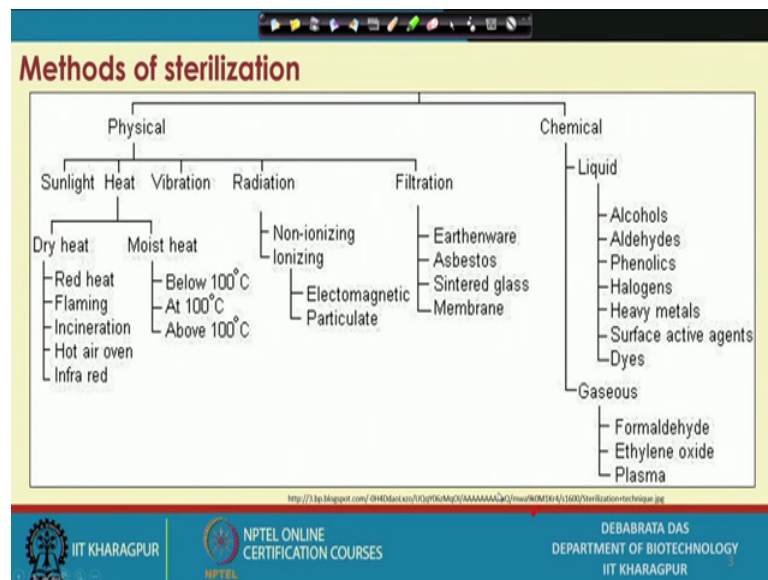 Methods of sterilization
Physical
Chemical
Sunlight Heat Vibration Radiation Filtration
Liquid
Dry heat Moist heat
Non-ionizing
Ionizing
Electomagnetic
Particulate
Earthenware
Asbestos
Sintered glass
Membrane
Red heat
Flaming
Incineration
Hot air oven
Infra red
Below 100°C
At 100°C
Above 100°C
Alcohols
Aldehydes
Phenolics
Halogens
Heavy metals
Surface active agents
Dyes
Gaseous
Formaldehyde
Ethylene oxide
Plasma
IIT KHARAGPUR
NPTEL
NPTEL ONLINE
CERTIFICATION COURSES
DEBABRATA DAS
DEPARTMENT OF BIOTECHNOLOGY
IIT KHARAGPUR
3